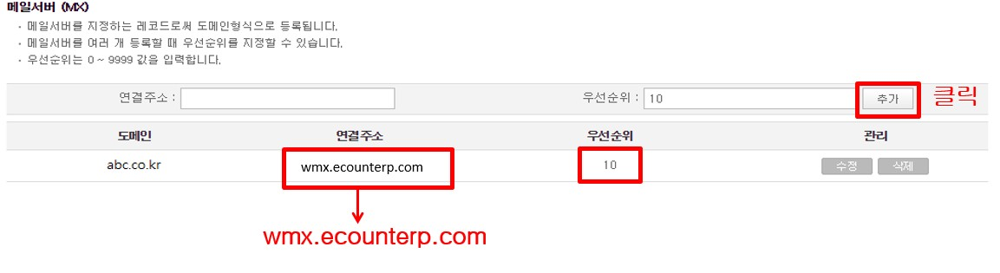 메일서버 (MX)
· 메일서버를 지정하는 레코드로써 도메인형식으로 등록됩니다.
· 메일서버를 여러 개 등록할 때 우선순위를 지정할 수 있습니다.
· 우선순위는 0 ~ 9999 값을 입력합니다.
연결주소 : 우선순위 : 10 추가 클릭
도메인 연결주소 우선순위 관리
abc.co.kr wmx.ecounterp.com 10 수정 삭제
wmx.ecounterp.com